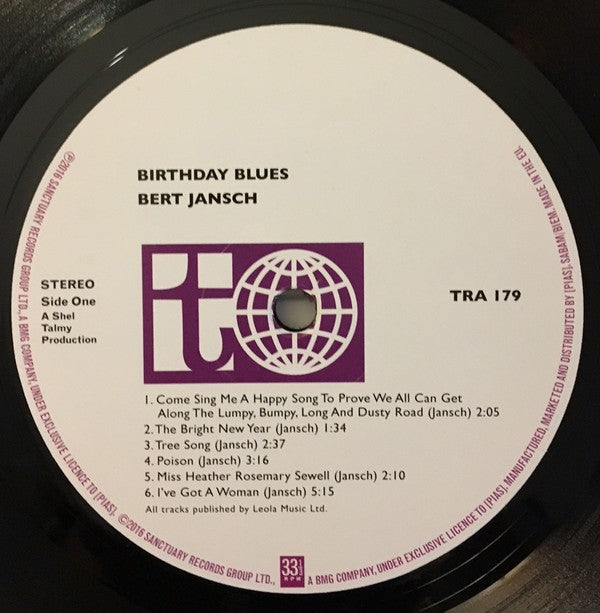 BIRTHDAY BLUES
BERT JANSCH
it
STEREO
Side One
A Shel
Talmy
Production
TRA 179
1. Come Sing Me A Happy Song To Prove We All Can Get
Along The Lumpy, Bumpy, Long And Dusty Road (Jansch) 2:05
2. The Bright New Year (Jansch) 1:34
3. Tree Song (Jansch) 2:37
4. Poison (Jansch) 3:16
5. Miss Heather Rosemary Sewell (Jansch) 2:10
6. I've Got A Woman (Jansch) 5:15
All tracks published by Leola Music Ltd.
℗2016 SANCTUARY RECORDS GROUP LTD., A BMG COMPANY, UNDER EXCLUSIVE LICENCE TO [PIAS]. ©2016 SANCTUARY RECORDS GROUP LTD., A BMG COMPANY, UNDER EXCLUSIVE LICENCE TO [PIAS]. MANUFACTURED, MARKETED AND DISTRIBUTED BY [PIAS]. SABAM/BIEM. MADE IN THE EU.
33 1/3
RPM